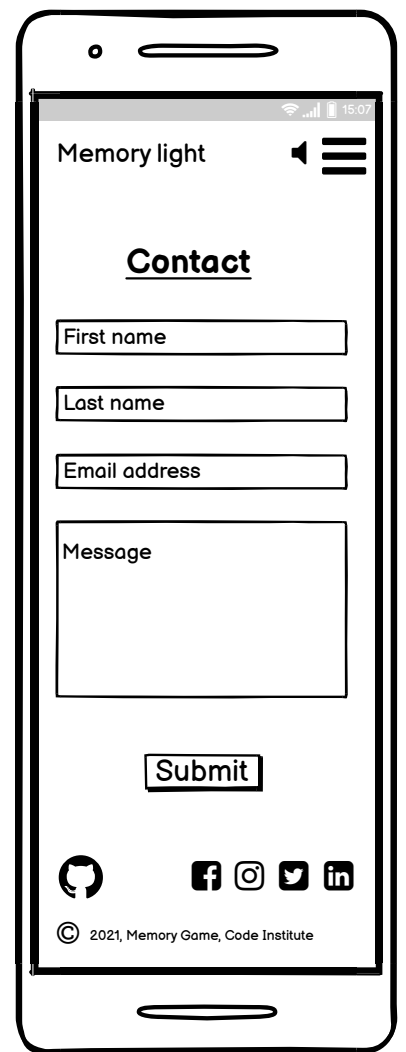 15:07
Memory light
Contact
First name
Last name
Email address
Message
Submit
© 2021, Memory Game, Code Institute